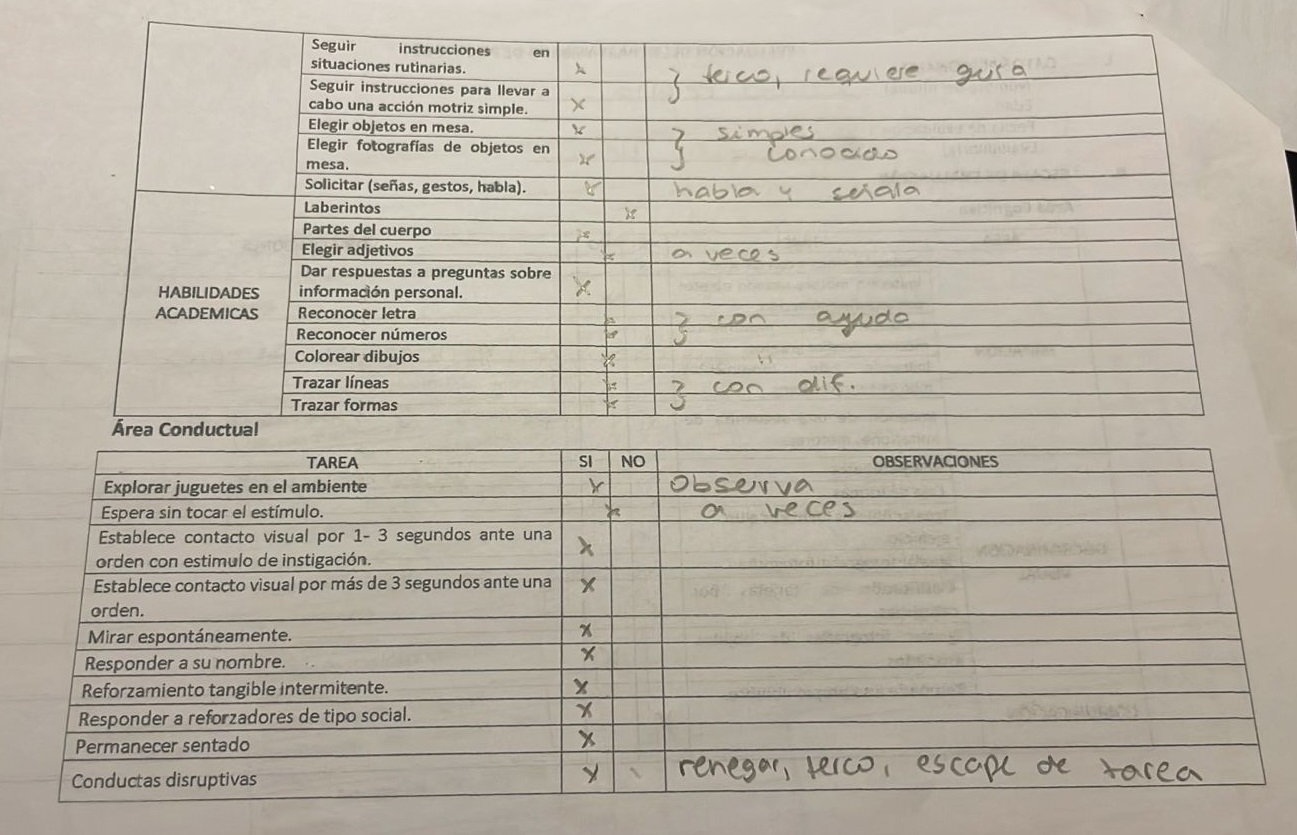 Seguir instrucciones en
situaciones rutinarias. x
Seguir instrucciones para llevar a
cabo una acción motriz simple. x } terco, requiere guía
Elegir objetos en mesa. x
Elegir fotografías de objetos en
mesa. x } simples
conocido
Solicitar (señas, gestos, habla). x habla y señala
HABILIDADES
ACADEMICAS
Laberintos x
Partes del cuerpo x
Elegir adjetivos x a veces
Dar respuestas a preguntas sobre
información personal. x
Reconocer letra x
Reconocer números x } con ayuda
Colorear dibujos x "
Trazar líneas x
Trazar formas x } con dif.
Área Conductual
TAREA SI NO OBSERVACIONES
Explorar juguetes en el ambiente x Observa
Espera sin tocar el estímulo. x a veces
Establece contacto visual por 1- 3 segundos ante una
orden con estimulo de instigación. x
Establece contacto visual por más de 3 segundos ante una
orden. x
Mirar espontáneamente. x
Responder a su nombre. x
Reforzamiento tangible intermitente. x
Responder a reforzadores de tipo social. x
Permanecer sentado x
Conductas disruptivas x renegar, terco, escape de tarea